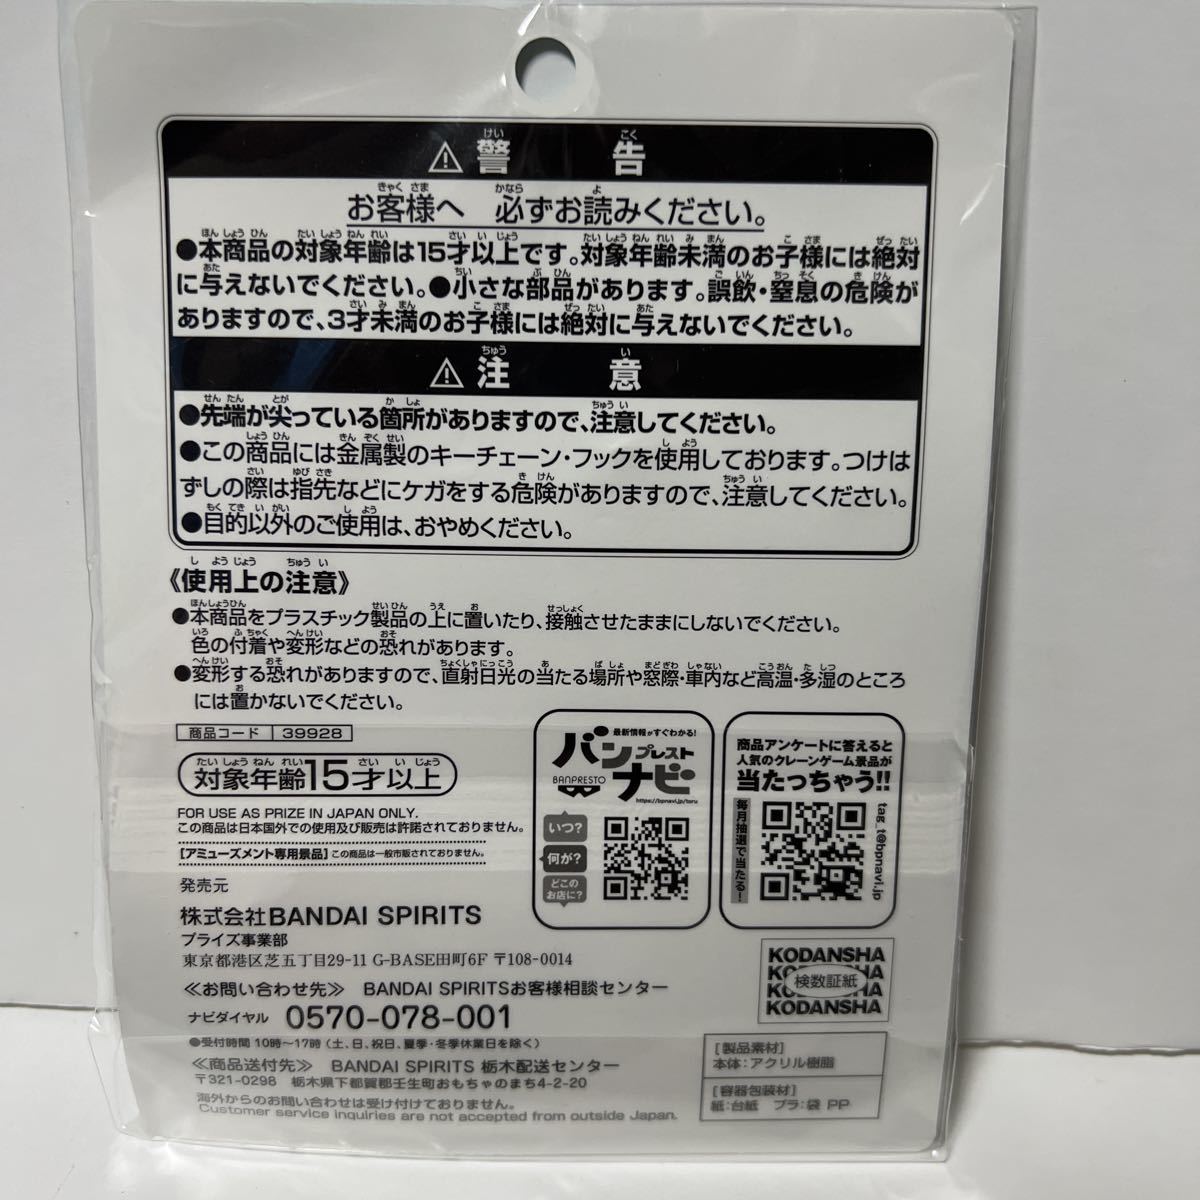 ⚠警告
お客様へ 必ずお読みください。
●本商品の対象年齢は15才以上です。対象年齢未満のお子様には絶対
に与えないでください。●小さな部品があります。誤飲・窒息の危険が
ありますので、3才未満のお子様には絶対に与えないでください。
⚠注意
●先端が尖っている箇所がありますので、注意してください。
●この商品には金属製のキーチェーン・フックを使用しております。つけは
ずしの際は指先などにケガをする危険がありますので、注意してください。
●目的以外のご使用は、おやめください。
《使用上の注意》
●本商品をプラスチック製品の上に置いたり、接触させたままにしないでください。
色の付着や変形などの恐れがあります。
●変形する恐れがありますので、直射日光の当たる場所や窓際・車内など高温・多湿のところ
には置かないでください。
商品コード 39928
対象年齢15才以上
FOR USE AS PRIZE IN JAPAN ONLY.
この商品は日本国外での使用及び販売は許諾されておりません。
[アミューズメント専用景品] この商品は一般市販されておりません。
発売元
株式会社BANDAI SPIRITS
プライズ事業部
東京都港区芝五丁目29-11 G-BASE田町6F 〒108-0014
≪お問い合わせ先≫ BANDAI SPIRITSお客様相談センター
ナビダイヤル 0570-078-001
●受付時間 10時～17時(土、日、祝日、夏季・冬季休業日を除く)
≪商品送付先≫ BANDAI SPIRITS 栃木配送センター
〒321-0298 栃木県下都賀郡壬生町おもちゃのまち4-2-20
海外からのお問い合わせは受け付けておりません。
Customer service inquiries are not accepted from outside Japan.
最新情報がすぐわかる!
バンプレスト
BANPRESTO ナビ
https://bpnavi.jp/toru
いつ?
何が?
どこの
お店に?
商品アンケートに答えると
人気のクレーンゲーム景品が
当たっちゃう!!
毎月抽選で当たる!
tag_t@bpnavi.jp
KODANSHA
検数証紙
KODANSHA
[製品素材]
本体:アクリル樹脂
[容器包装材]
紙:台紙 プラ:袋 PP